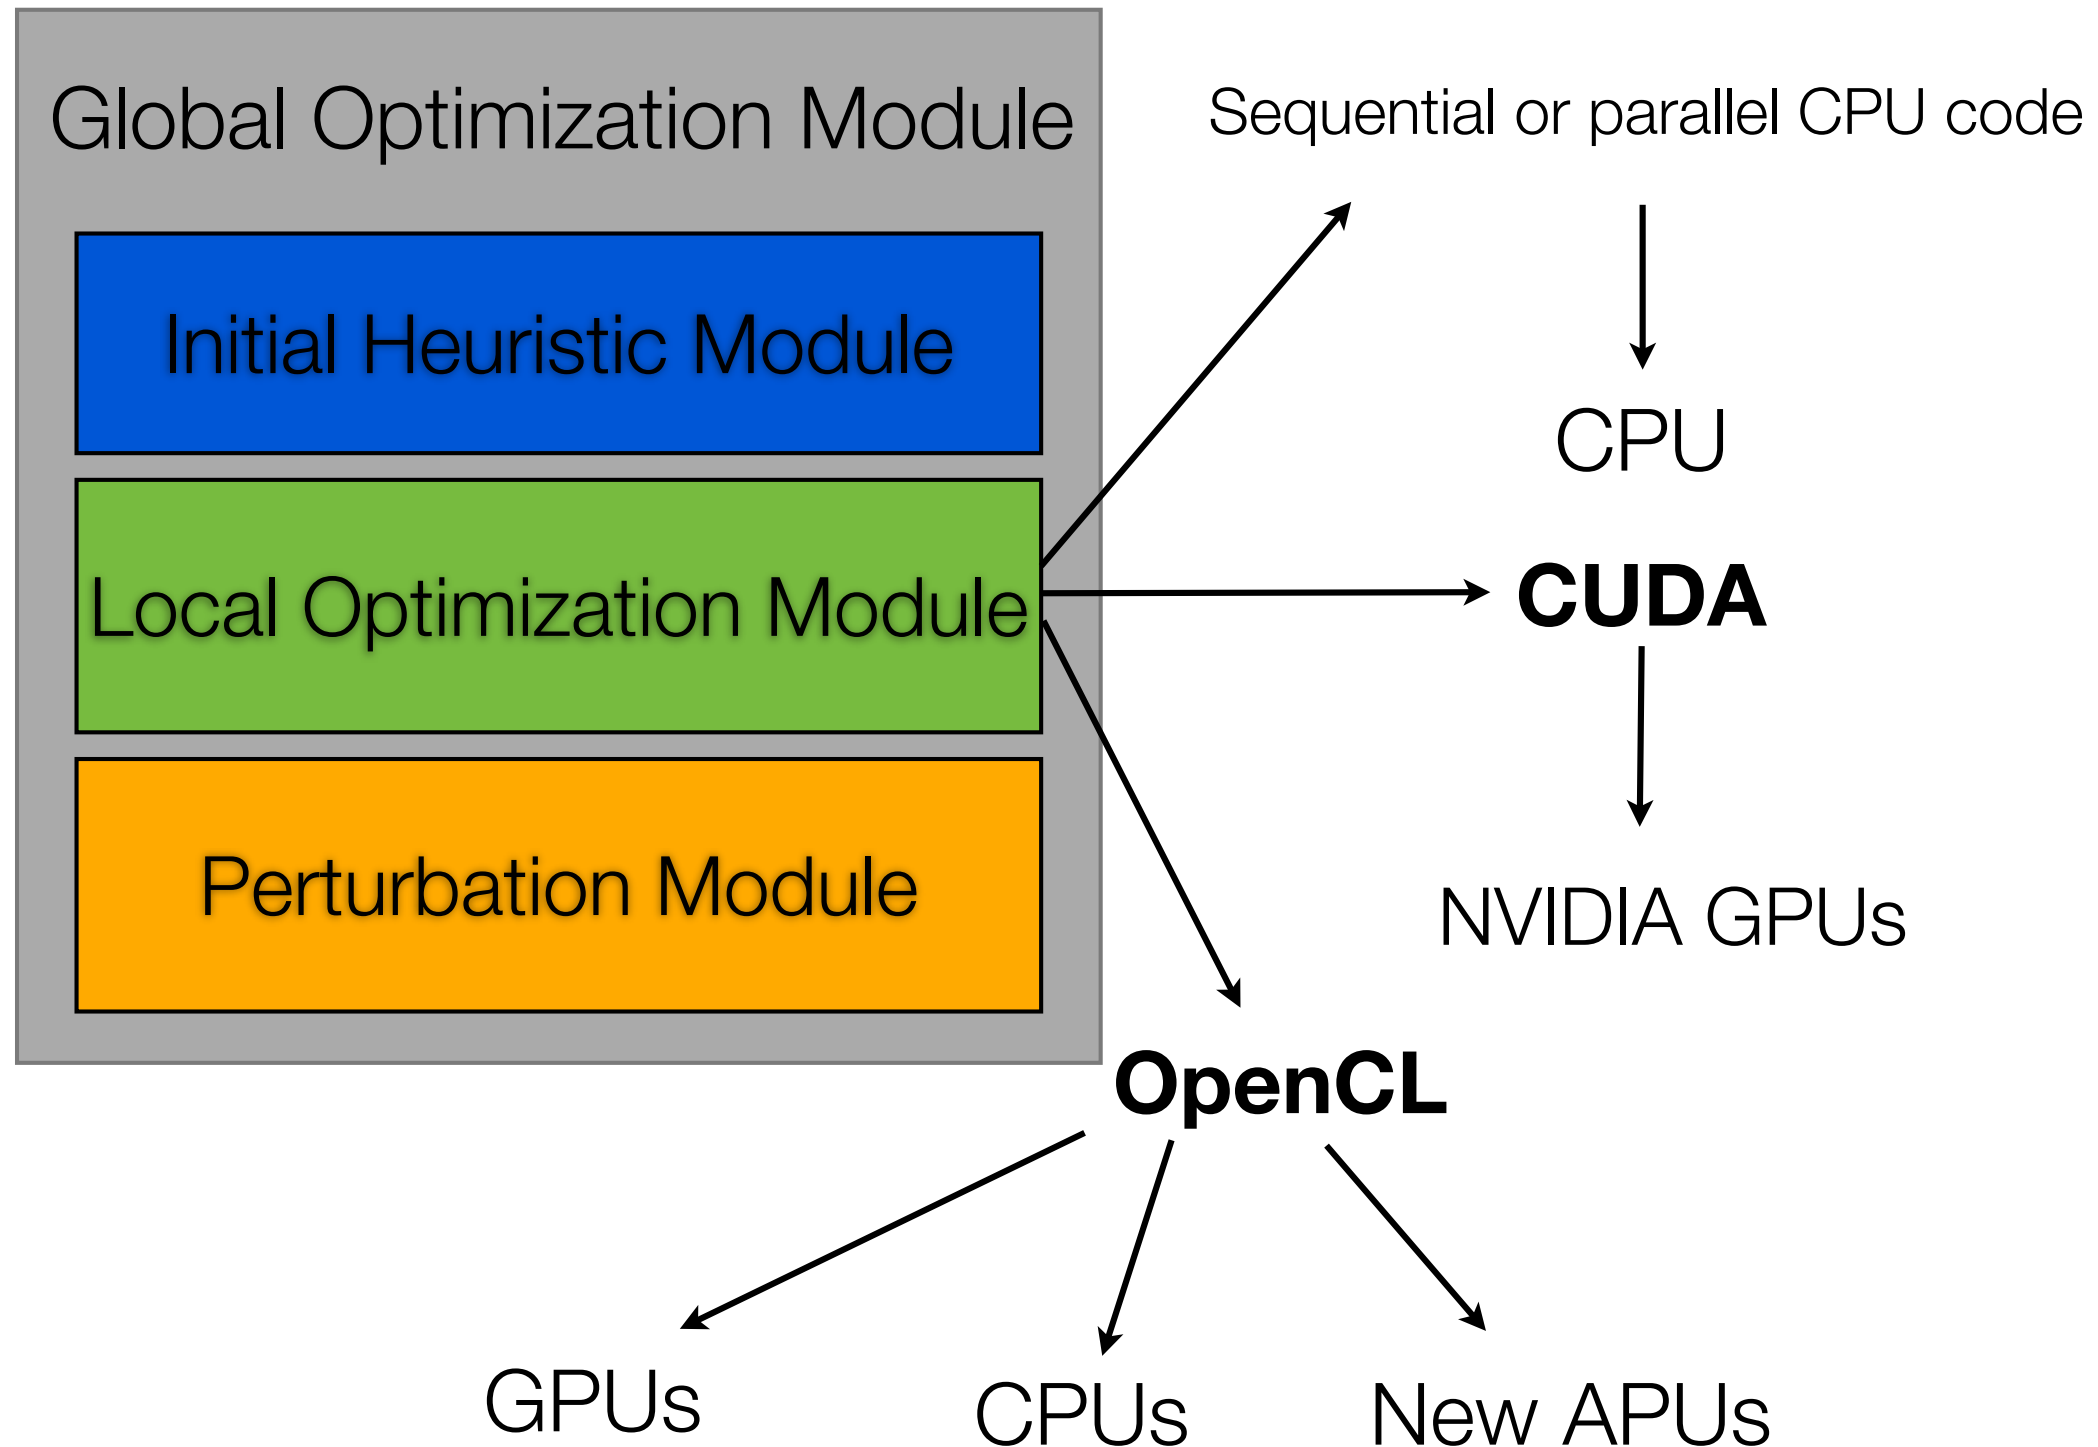 Global Optimization Module
Initial Heuristic Module
Local Optimization Module
Perturbation Module
Sequential or parallel CPU code
CPU
CUDA
NVIDIA GPUs
OpenCL
GPUs
CPUs
New APUs